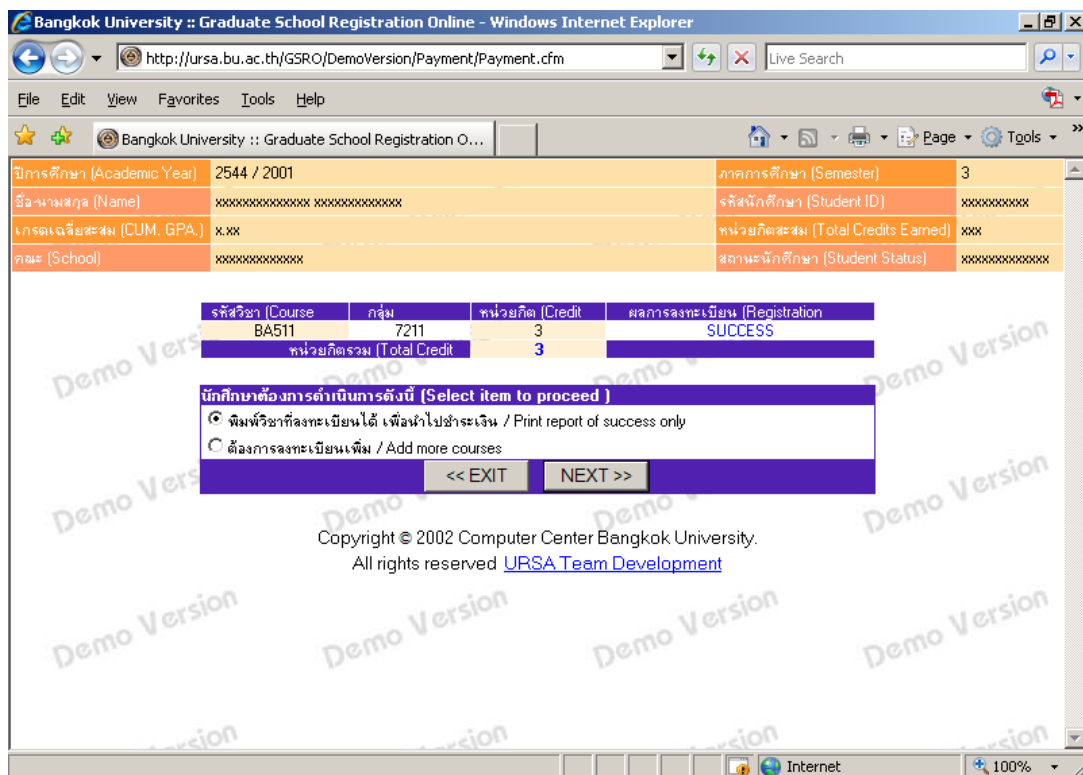 Bangkok University :: Graduate School Registration Online - Windows Internet Explorer
http://ursa.bu.ac.th/GSRO/DemoVersion/Payment/Payment.cfm Live Search
File Edit View Favorites Tools Help
Bangkok University :: Graduate School Registration O... Page Tools »
ปีการศึกษา (Academic Year) 2544 / 2001 ภาคการศึกษา (Semester) 3
ชื่อ-นามสกุล (Name) xxxxxxxxxxxxxx xxxxxxxxxxxxx รหัสนักศึกษา (Student ID) xxxxxxxxxx
เกรดเฉลี่ยสะสม (CUM. GPA.) x.xx หน่วยกิตสะสม (Total Credits Earned) xxx
คณะ (School) xxxxxxxxxxxxx สถานะนักศึกษา (Student Status) xxxxxxxxxxxxx
รหัสวิชา (Course กลุ่ม หน่วยกิต (Credit ผลการลงทะเบียน (Registration
BA511 7211 3 SUCCESS
หน่วยกิตรวม (Total Credit 3
นักศึกษาต้องการดำเนินการดังนี้ (Select item to proceed )
พิมพ์วิชาที่ลงทะเบียนได้ เพื่อนำไปชำระเงิน / Print report of success only
ต้องการลงทะเบียนเพิ่ม / Add more courses
<< EXIT NEXT >>
Copyright © 2002 Computer Center Bangkok University.
All rights reserved URSA Team Development
Demo Version Demo Version Demo Version Demo Version
Internet 100%